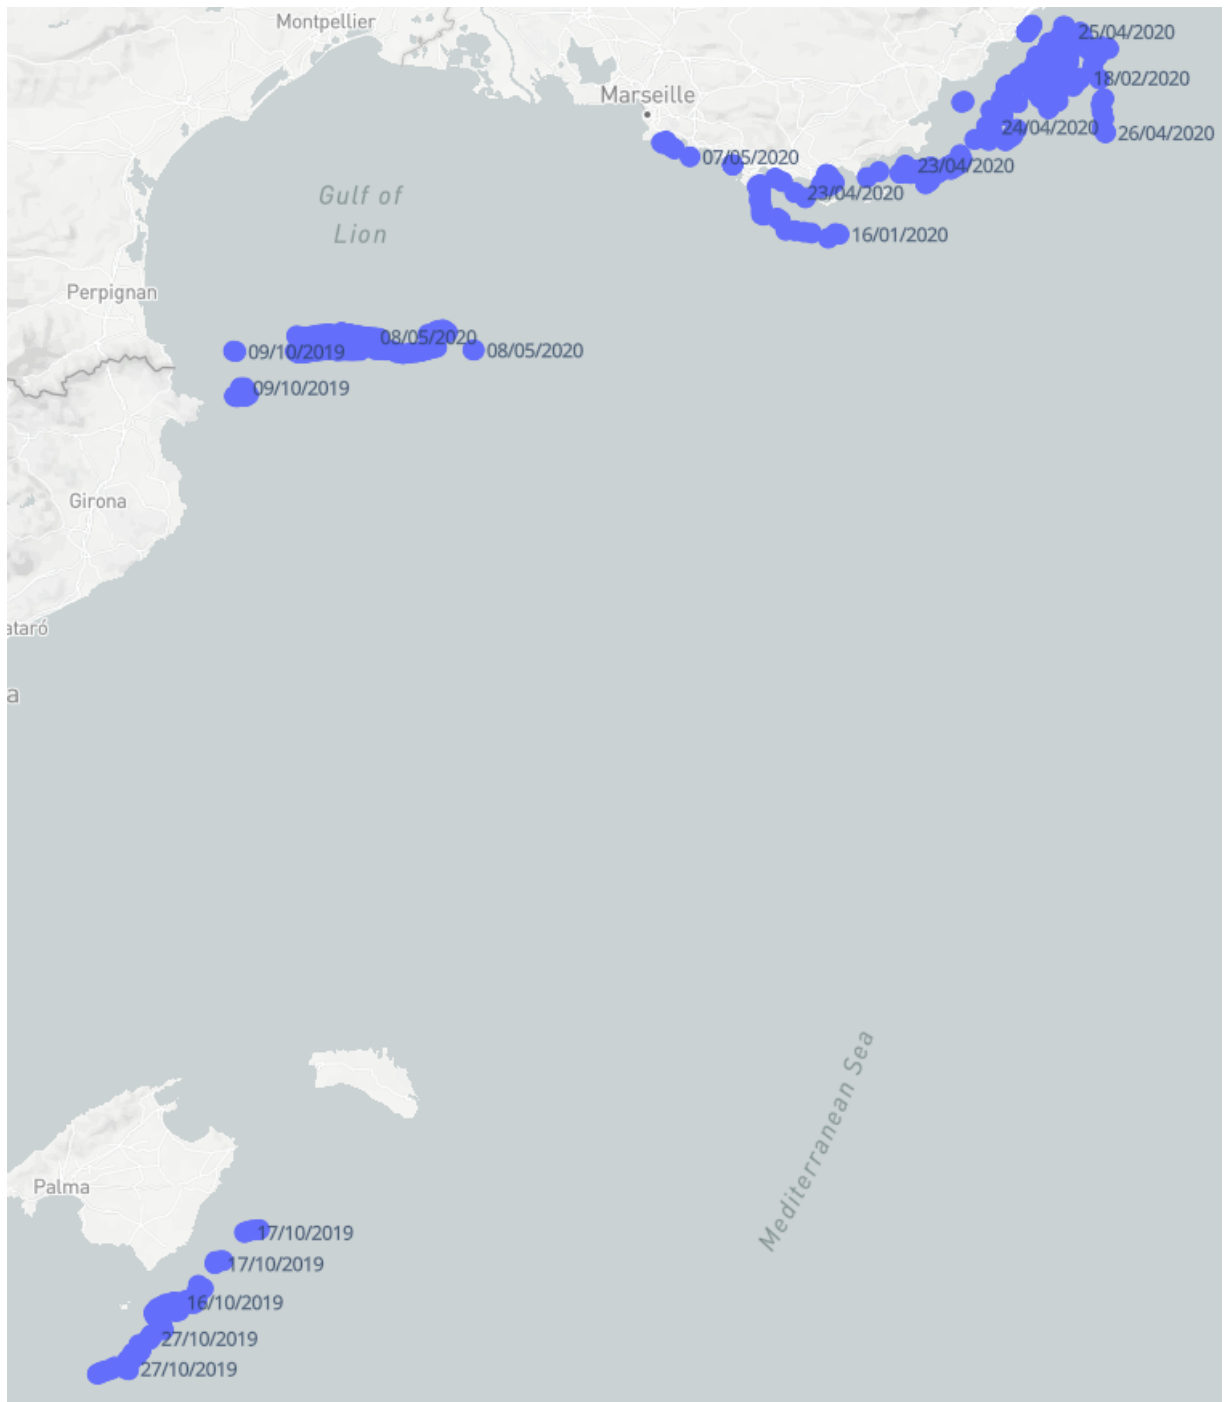 Montpellier
25/04/2020
18/02/2020
Marseille
24/04/2020
26/04/2020
07/05/2020
23/04/2020
23/04/2020
Gulf of
Lion
16/01/2020
Perpignan
08/05/2020
09/10/2019
08/05/2020
09/10/2019
Girona
ataró
a
Mediterranean Sea
Palma
17/10/2019
17/10/2019
16/10/2019
27/10/2019
27/10/2019